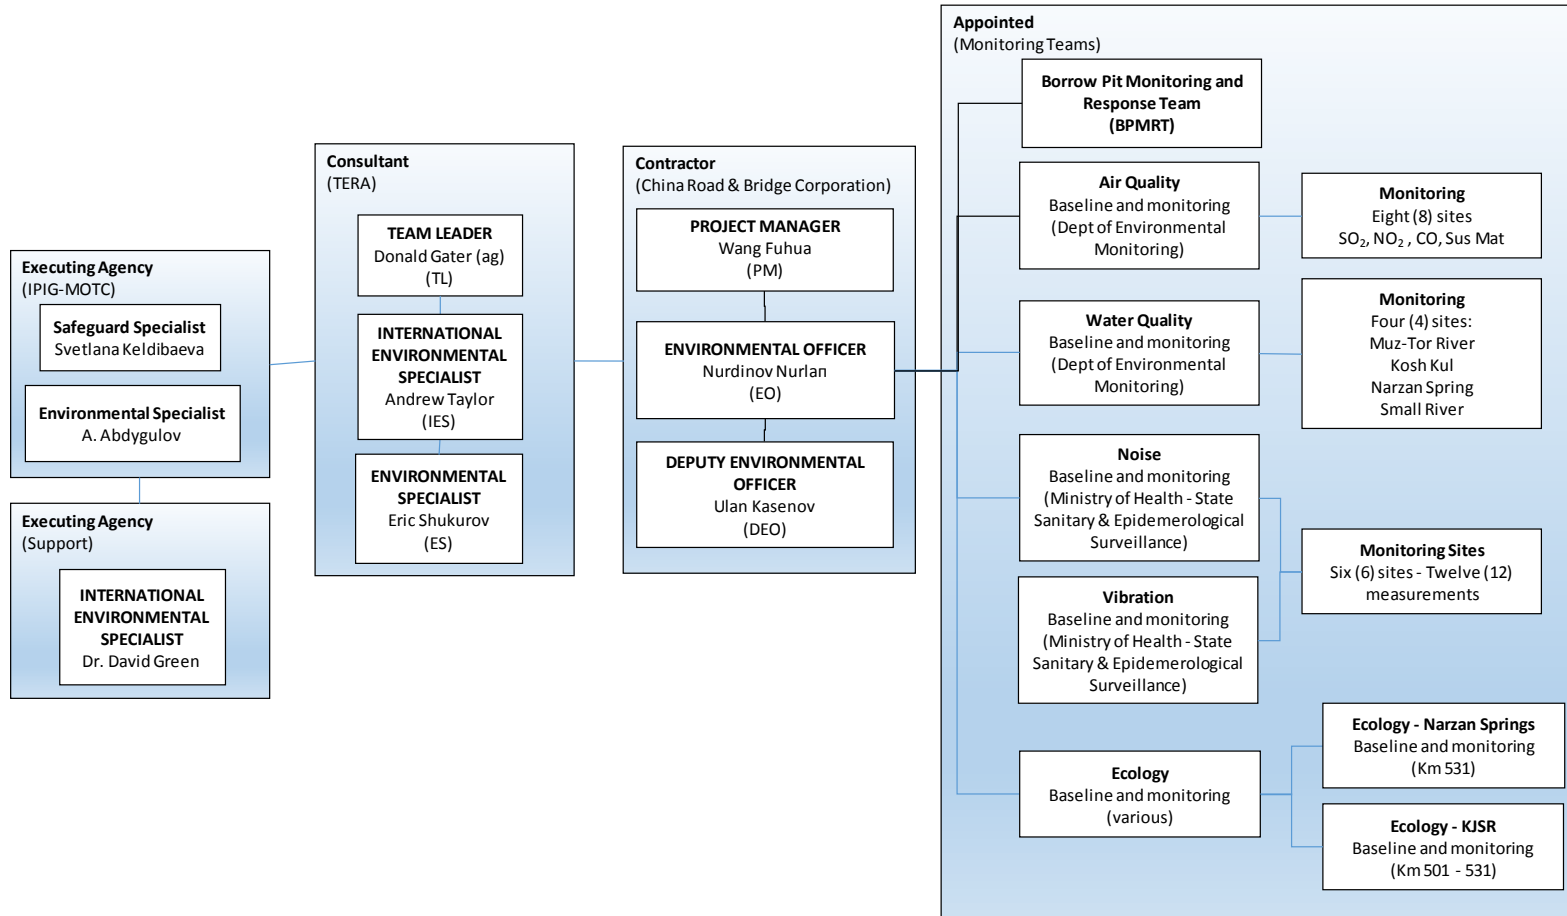 Executing Agency
(IPIG-MOTC)
Safeguard Specialist
Svetlana Keldibaeva
Environmental Specialist
A. Abdygulov
Executing Agency
(Support)
INTERNATIONAL
ENVIRONMENTAL
SPECIALIST
Dr. David Green
Consultant
(TERA)
TEAM LEADER
Donald Gater (ag)
(TL)
INTERNATIONAL
ENVIRONMENTAL
SPECIALIST
Andrew Taylor
(IES)
ENVIRONMENTAL
SPECIALIST
Eric Shukurov
(ES)
Contractor
(China Road & Bridge Corporation)
PROJECT MANAGER
Wang Fuhua
(PM)
ENVIRONMENTAL OFFICER
Nurdinov Nurlan
(EO)
DEPUTY ENVIRONMENTAL
OFFICER
Ulan Kasenov
(DEO)
Appointed
(Monitoring Teams)
Borrow Pit Monitoring and
Response Team
(BPMRT)
Air Quality
Baseline and monitoring
(Dept of Environmental
Monitoring)
Monitoring
Eight (8) sites
SO₂, NO₂ , CO, Sus Mat
Water Quality
Baseline and monitoring
(Dept of Environmental
Monitoring)
Monitoring
Four (4) sites:
Muz-Tor River
Kosh Kul
Narzan Spring
Small River
Noise
Baseline and monitoring
(Ministry of Health - State
Sanitary & Epidemerological
Surveillance)
Vibration
Baseline and monitoring
(Ministry of Health - State
Sanitary & Epidemerological
Surveillance)
Monitoring Sites
Six (6) sites - Twelve (12)
measurements
Ecology
Baseline and monitoring
(various)
Ecology - Narzan Springs
Baseline and monitoring
(Km 531)
Ecology - KJSR
Baseline and monitoring
(Km 501 - 531)